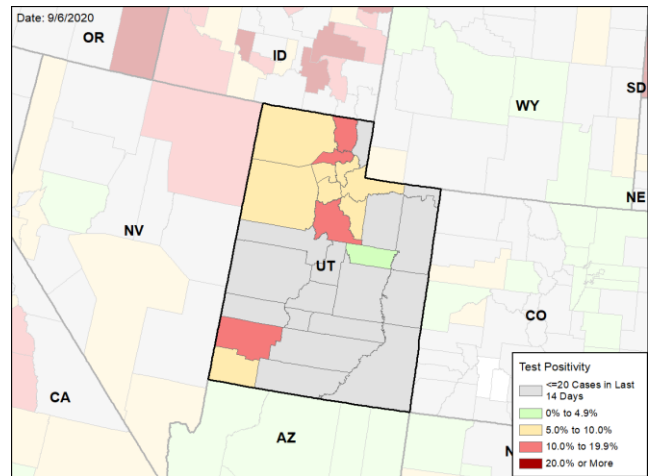 Date: 9/6/2020
OR
ID
WY
SD
NE
NV
UT
CO
CA
AZ
N
Test Positivity
<=20 Cases in Last
14 Days
0% to 4.9%
5.0% to 10.0%
10.0% to 19.9%
20.0% or More